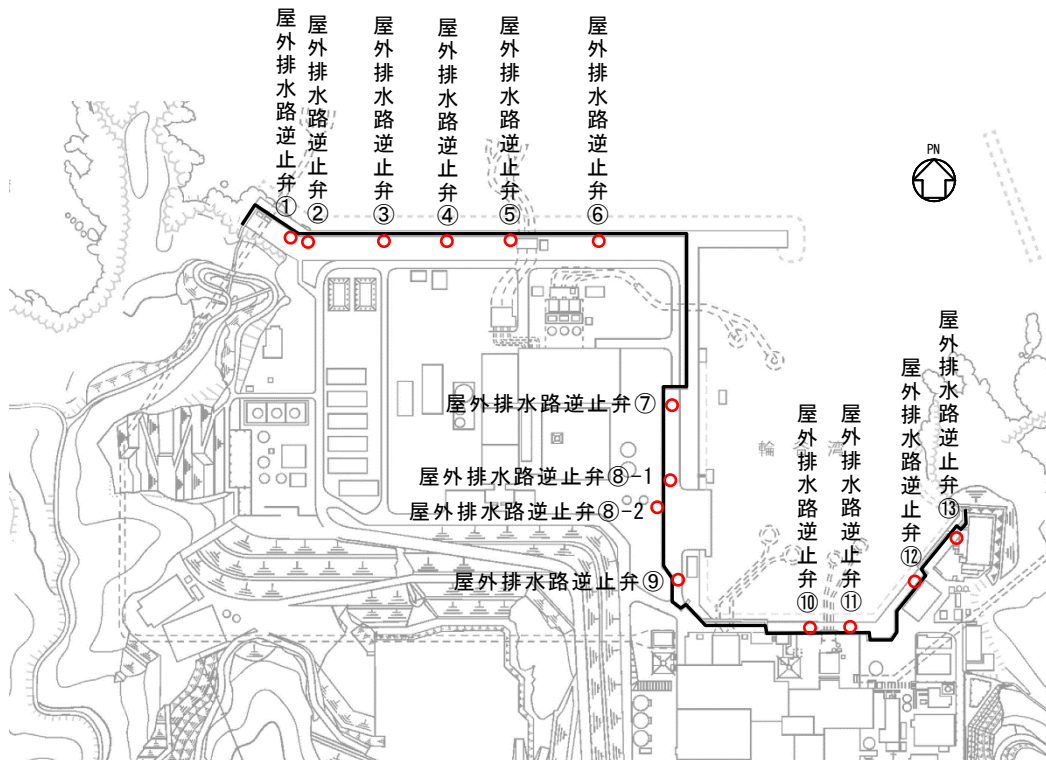 屋外排水路逆止弁①
屋外排水路逆止弁②
屋外排水路逆止弁③
屋外排水路逆止弁④
屋外排水路逆止弁⑤
屋外排水路逆止弁⑥
PN
屋外排水路逆止弁⑦
屋外排水路逆止弁⑧-1
屋外排水路逆止弁⑧-2
屋外排水路逆止弁⑨
輪谷湾
屋外排水路逆止弁⑩
屋外排水路逆止弁⑪
屋外排水路逆止弁⑫
屋外排水路逆止弁⑬